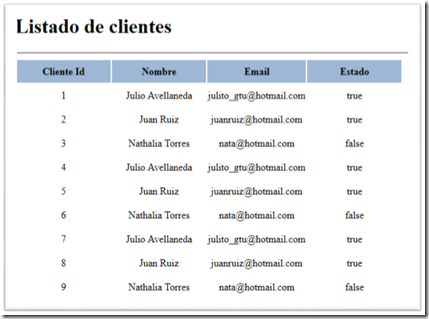 Listado de clientes
Cliente Id Nombre Email Estado
1 Julio Avellaneda julito_gtu@hotmail.com true
2 Juan Ruiz juanruiz@hotmail.com true
3 Nathalia Torres nata@hotmail.com false
4 Julio Avellaneda julito_gtu@hotmail.com true
5 Juan Ruiz juanruiz@hotmail.com true
6 Nathalia Torres nata@hotmail.com false
7 Julio Avellaneda julito_gtu@hotmail.com true
8 Juan Ruiz juanruiz@hotmail.com true
9 Nathalia Torres nata@hotmail.com false